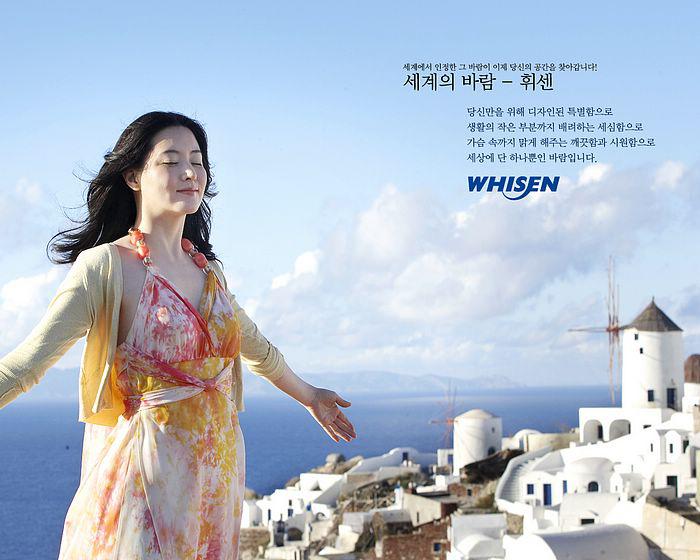 세계에서 인정한 그 바람이 이제 당신의 공간을 찾아갑니다!
세계의 바람 - 휘센
당신만을 위해 디자인된 특별함으로
생활의 작은 부분까지 배려하는 세심함으로
가슴 속까지 맑게 해주는 깨끗함과 시원함으로
세상에 단 하나뿐인 바람입니다.
WHISEN